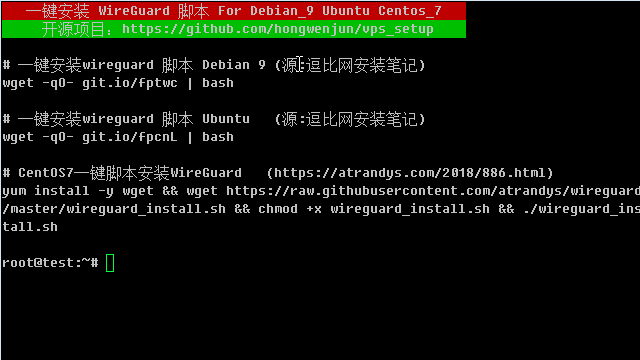 一键安装 WireGuard 脚本 For Debian_9 Ubuntu Centos_7
开源项目：https://github.com/hongwenjun/vps_setup
# 一键安装wireguard 脚本 Debian 9 (源:逗比网安装笔记)
wget -qO- git.io/fptwc | bash
# 一键安装wireguard 脚本 Ubuntu   (源:逗比网安装笔记)
wget -qO- git.io/fpcnL | bash
# CentOS7一键脚本安装WireGuard   (https://atrandys.com/2018/886.html)
yum install -y wget && wget https://raw.githubusercontent.com/atrandys/wireguard
/master/wireguard_install.sh && chmod +x wireguard_install.sh && ./wireguard_ins
tall.sh
root@test:~#